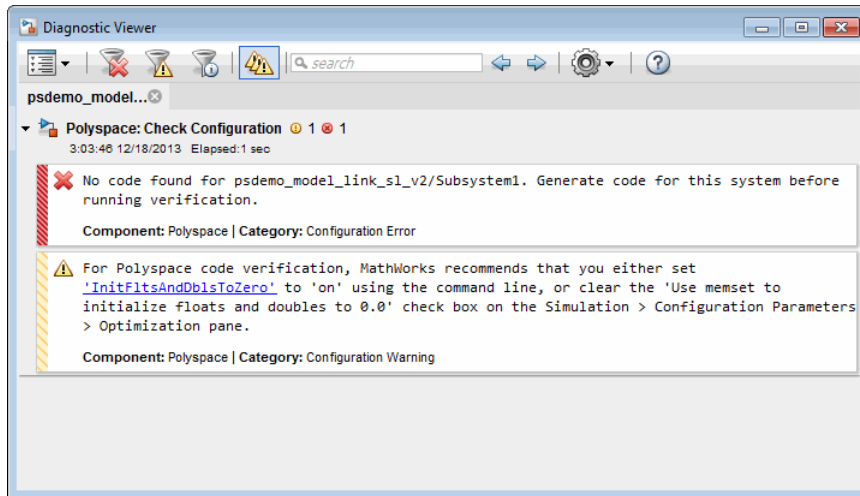 Diagnostic Viewer
search
psdemo_model...
Polyspace: Check Configuration 1 1
3:03:46 12/18/2013 Elapsed:1 sec
No code found for psdemo_model_link_sl_v2/Subsystem1. Generate code for this system before
running verification.
Component: Polyspace | Category: Configuration Error
For Polyspace code verification, MathWorks recommends that you either set
'InitFltsAndDblsToZero' to 'on' using the command line, or clear the 'Use memset to
initialize floats and doubles to 0.0' check box on the Simulation > Configuration Parameters
> Optimization pane.
Component: Polyspace | Category: Configuration Warning